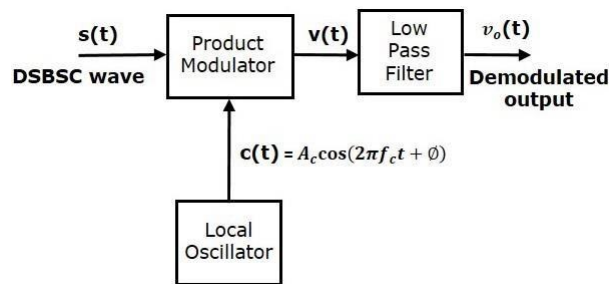 s(t)
DSBSC wave
Product
Modulator
v(t)
Low
Pass
Filter
v_o(t)
Demodulated
output
c(t) = A_c cos(2πf_c t + ∅)
Local
Oscillator